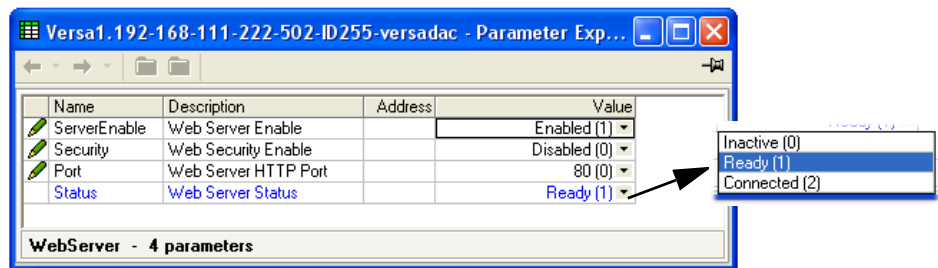 Versa1.192-168-111-222-502-ID255-versadac - Parameter Exp...
Name Description Address Value
ServerEnable Web Server Enable Enabled (1)
Security Web Security Enable Disabled (0)
Port Web Server HTTP Port 80 (0)
Status Web Server Status Ready (1)
WebServer - 4 parameters
Inactive (0)
Ready (1)
Connected (2)